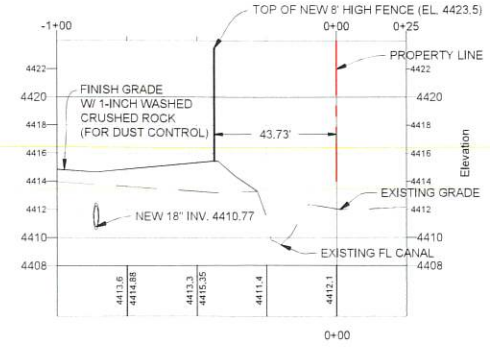 TOP OF NEW 8' HIGH FENCE (EL. 4423.5)
-1+00
0+00
0+25
PROPERTY LINE
4422
4422
FINISH GRADE
W/ 1-INCH WASHED
CRUSHED ROCK
(FOR DUST CONTROL)
4420
4420
4418
4418
43.73'
4416
4416
Elevation
4414
4414
EXISTING GRADE
4412
4412
NEW 18" INV. 4410.77
4410
4410
EXISTING FL CANAL
4408
4408
4413.6
4414.88
4413.3
4415.35
4411.4
4412.1
0+00